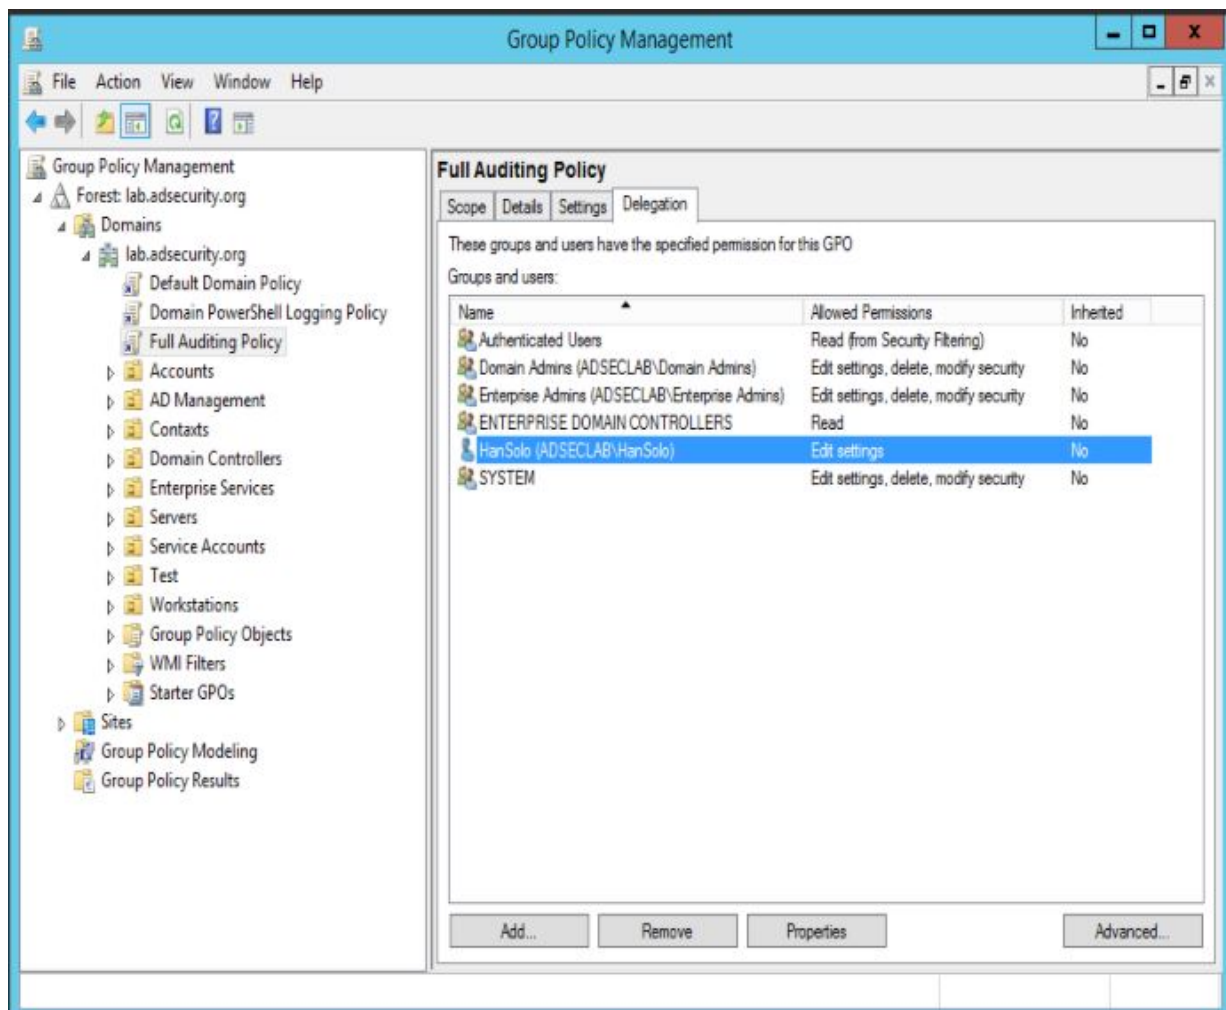 Group Policy Management
File Action View Window Help
Group Policy Management
Forest: lab.adsecurity.org
Domains
lab.adsecurity.org
Default Domain Policy
Domain PowerShell Logging Policy
Full Auditing Policy
Accounts
AD Management
Contaxts
Domain Controllers
Enterprise Services
Servers
Service Accounts
Test
Workstations
Group Policy Objects
WMI Filters
Starter GPOs
Sites
Group Policy Modeling
Group Policy Results
Full Auditing Policy
Scope Details Settings Delegation
These groups and users have the specified permission for this GPO
Groups and users:
Name Allowed Permissions Inherited
Authenticated Users Read (from Security Filtering) No
Domain Admins (ADSECLAB\Domain Admins) Edit settings, delete, modify security No
Enterprise Admins (ADSECLAB\Enterprise Admins) Edit settings, delete, modify security No
ENTERPRISE DOMAIN CONTROLLERS Read No
HanSolo (ADSECLAB\HanSolo) Edit settings No
SYSTEM Edit settings, delete, modify security No
Add... Remove Properties Advanced...